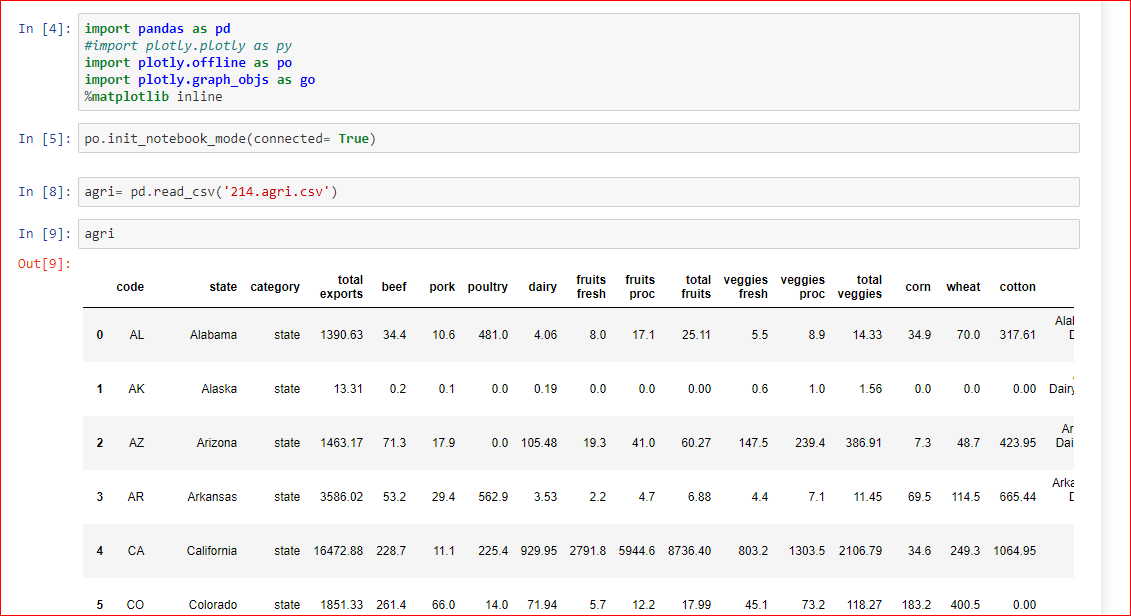 In [4]: import pandas as pd
#import plotly.plotly as py
import plotly.offline as po
import plotly.graph_objs as go
%matplotlib inline
In [5]: po.init_notebook_mode(connected= True)
In [8]: agri= pd.read_csv('214.agri.csv')
In [9]: agri
Out[9]:
code state category total exports beef pork poultry dairy fruits fresh fruits proc total fruits veggies fresh veggies proc total veggies corn wheat cotton
0 AL Alabama state 1390.63 34.4 10.6 481.0 4.06 8.0 17.1 25.11 5.5 8.9 14.33 34.9 70.0 317.61
1 AK Alaska state 13.31 0.2 0.1 0.0 0.19 0.0 0.0 0.00 0.6 1.0 1.56 0.0 0.0 0.00 Dairy
2 AZ Arizona state 1463.17 71.3 17.9 0.0 105.48 19.3 41.0 60.27 147.5 239.4 386.91 7.3 48.7 423.95
3 AR Arkansas state 3586.02 53.2 29.4 562.9 3.53 2.2 4.7 6.88 4.4 7.1 11.45 69.5 114.5 665.44
4 CA California state 16472.88 228.7 11.1 225.4 929.95 2791.8 5944.6 8736.40 803.2 1303.5 2106.79 34.6 249.3 1064.95
5 CO Colorado state 1851.33 261.4 66.0 14.0 71.94 5.7 12.2 17.99 45.1 73.2 118.27 183.2 400.5 0.00